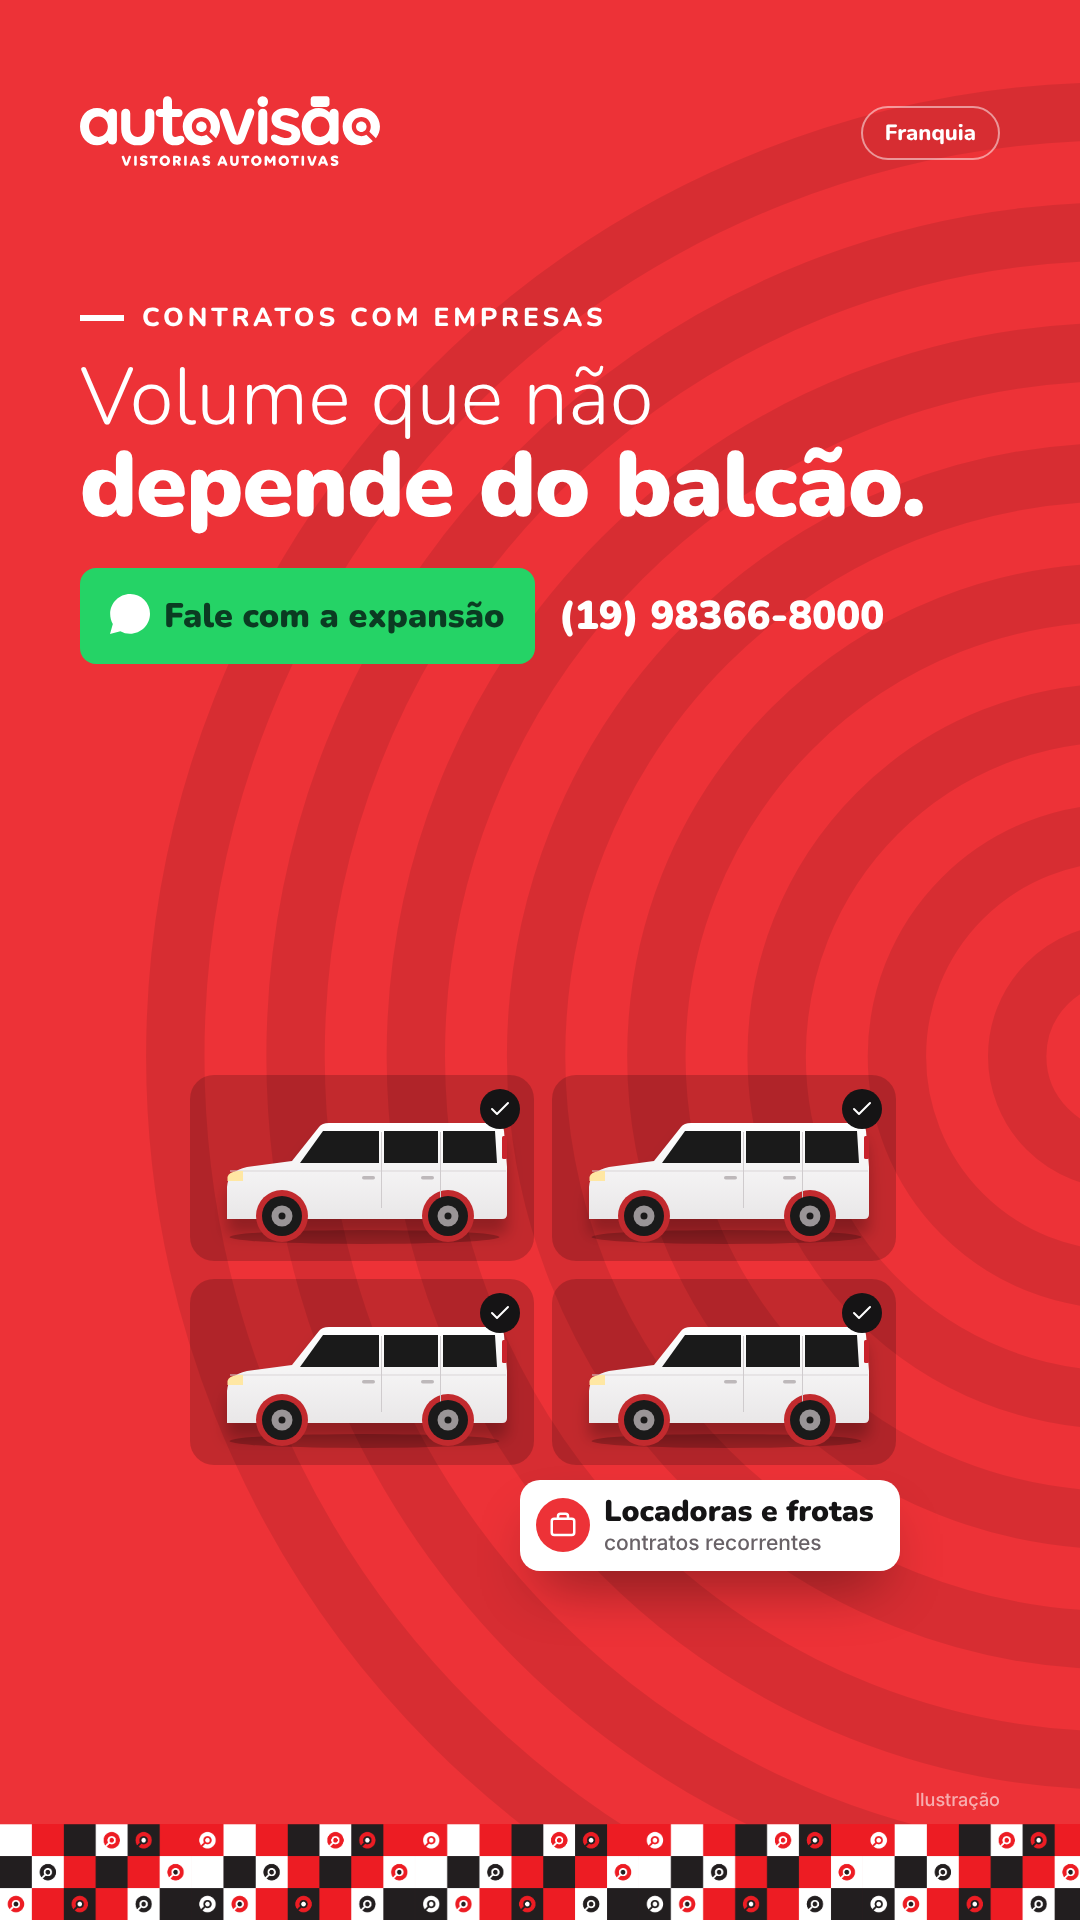 autovisão
VISTORIAS AUTOMOTIVAS
Franquia
CONTRATOS COM EMPRESAS
Volume que não
depende do balcão.
Fale com a expansão
(19) 98366-8000
Locadoras e frotas
contratos recorrentes
Ilustração